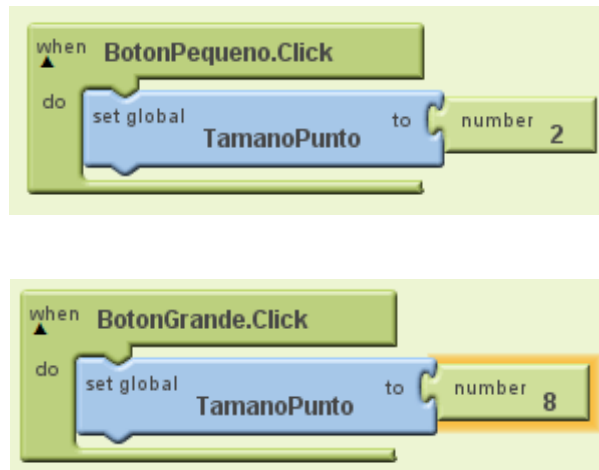 when BotonPequeno.Click
do
set global TamanoPunto to number 2
when BotonGrande.Click
do
set global TamanoPunto to number 8